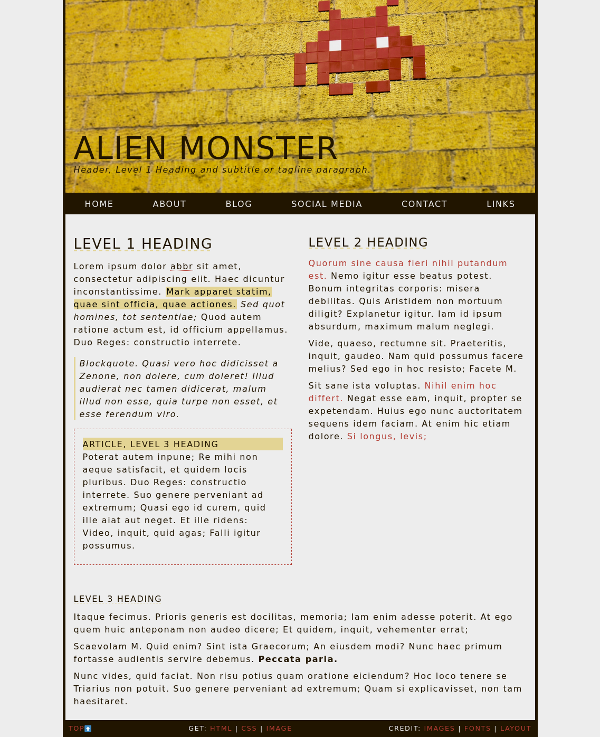 ALIEN MONSTER
Header, Level 1 Heading and subtitle or tagline paragraph.
HOME ABOUT BLOG SOCIAL MEDIA CONTACT LINKS
LEVEL 1 HEADING
Lorem ipsum dolor abbr sit amet,
consectetur adipiscing elit. Haec dicuntur
inconstantissime. Mark apparet statim,
quae sint officia, quae actiones. Sed quot
homines, tot sententiae; Quod autem
ratione actum est, id officium appellamus.
Duo Reges: constructio interrete.
Blockquote. Quasi vero hoc didicisset a
Zenone, non dolere, cum doleret! Illud
audierat nec tamen didicerat, malum
illud non esse, quia turpe non esset, et
esse ferendum viro.
ARTICLE, LEVEL 3 HEADING
Poterat autem inpune; Re mihi non
aeque satisfacit, et quidem locis
pluribus. Duo Reges: constructio
interrete. Suo genere perveniant ad
extremum; Quasi ego id curem, quid
ille aiat aut neget. Et ille ridens:
Video, inquit, quid agas; Falli igitur
possumus.
LEVEL 2 HEADING
Quorum sine causa fieri nihil putandum
est. Nemo igitur esse beatus potest.
Bonum integritas corporis: misera
debilitas. Quis Aristidem non mortuum
diligit? Explanetur igitur. Iam id ipsum
absurdum, maximum malum neglegi.
Vide, quaeso, rectumne sit. Praeteritis,
inquit, gaudeo. Nam quid possumus facere
melius? Sed ego in hoc resisto; Facete M.
Sit sane ista voluptas. Nihil enim hoc
differt. Negat esse eam, inquit, propter se
expetendam. Huius ego nunc auctoritatem
sequens idem faciam. At enim hic etiam
dolore. Si longus, levis;
LEVEL 3 HEADING
Itaque fecimus. Prioris generis est docilitas, memoria; Iam enim adesse poterit. At ego
quem huic anteponam non audeo dicere; Et quidem, inquit, vehementer errat;
Scaevolam M. Quid enim? Sint ista Graecorum; An eiusdem modi? Nunc haec primum
fortasse audientis servire debemus. Peccata paria.
Nunc vides, quid faciat. Non risu potius quam oratione eiciendum? Hoc loco tenere se
Triarius non potuit. Suo genere perveniant ad extremum; Quam si explicavisset, non tam
haesitaret.
TOP GET: HTML | CSS | IMAGE CREDIT: IMAGES | FONTS | LAYOUT